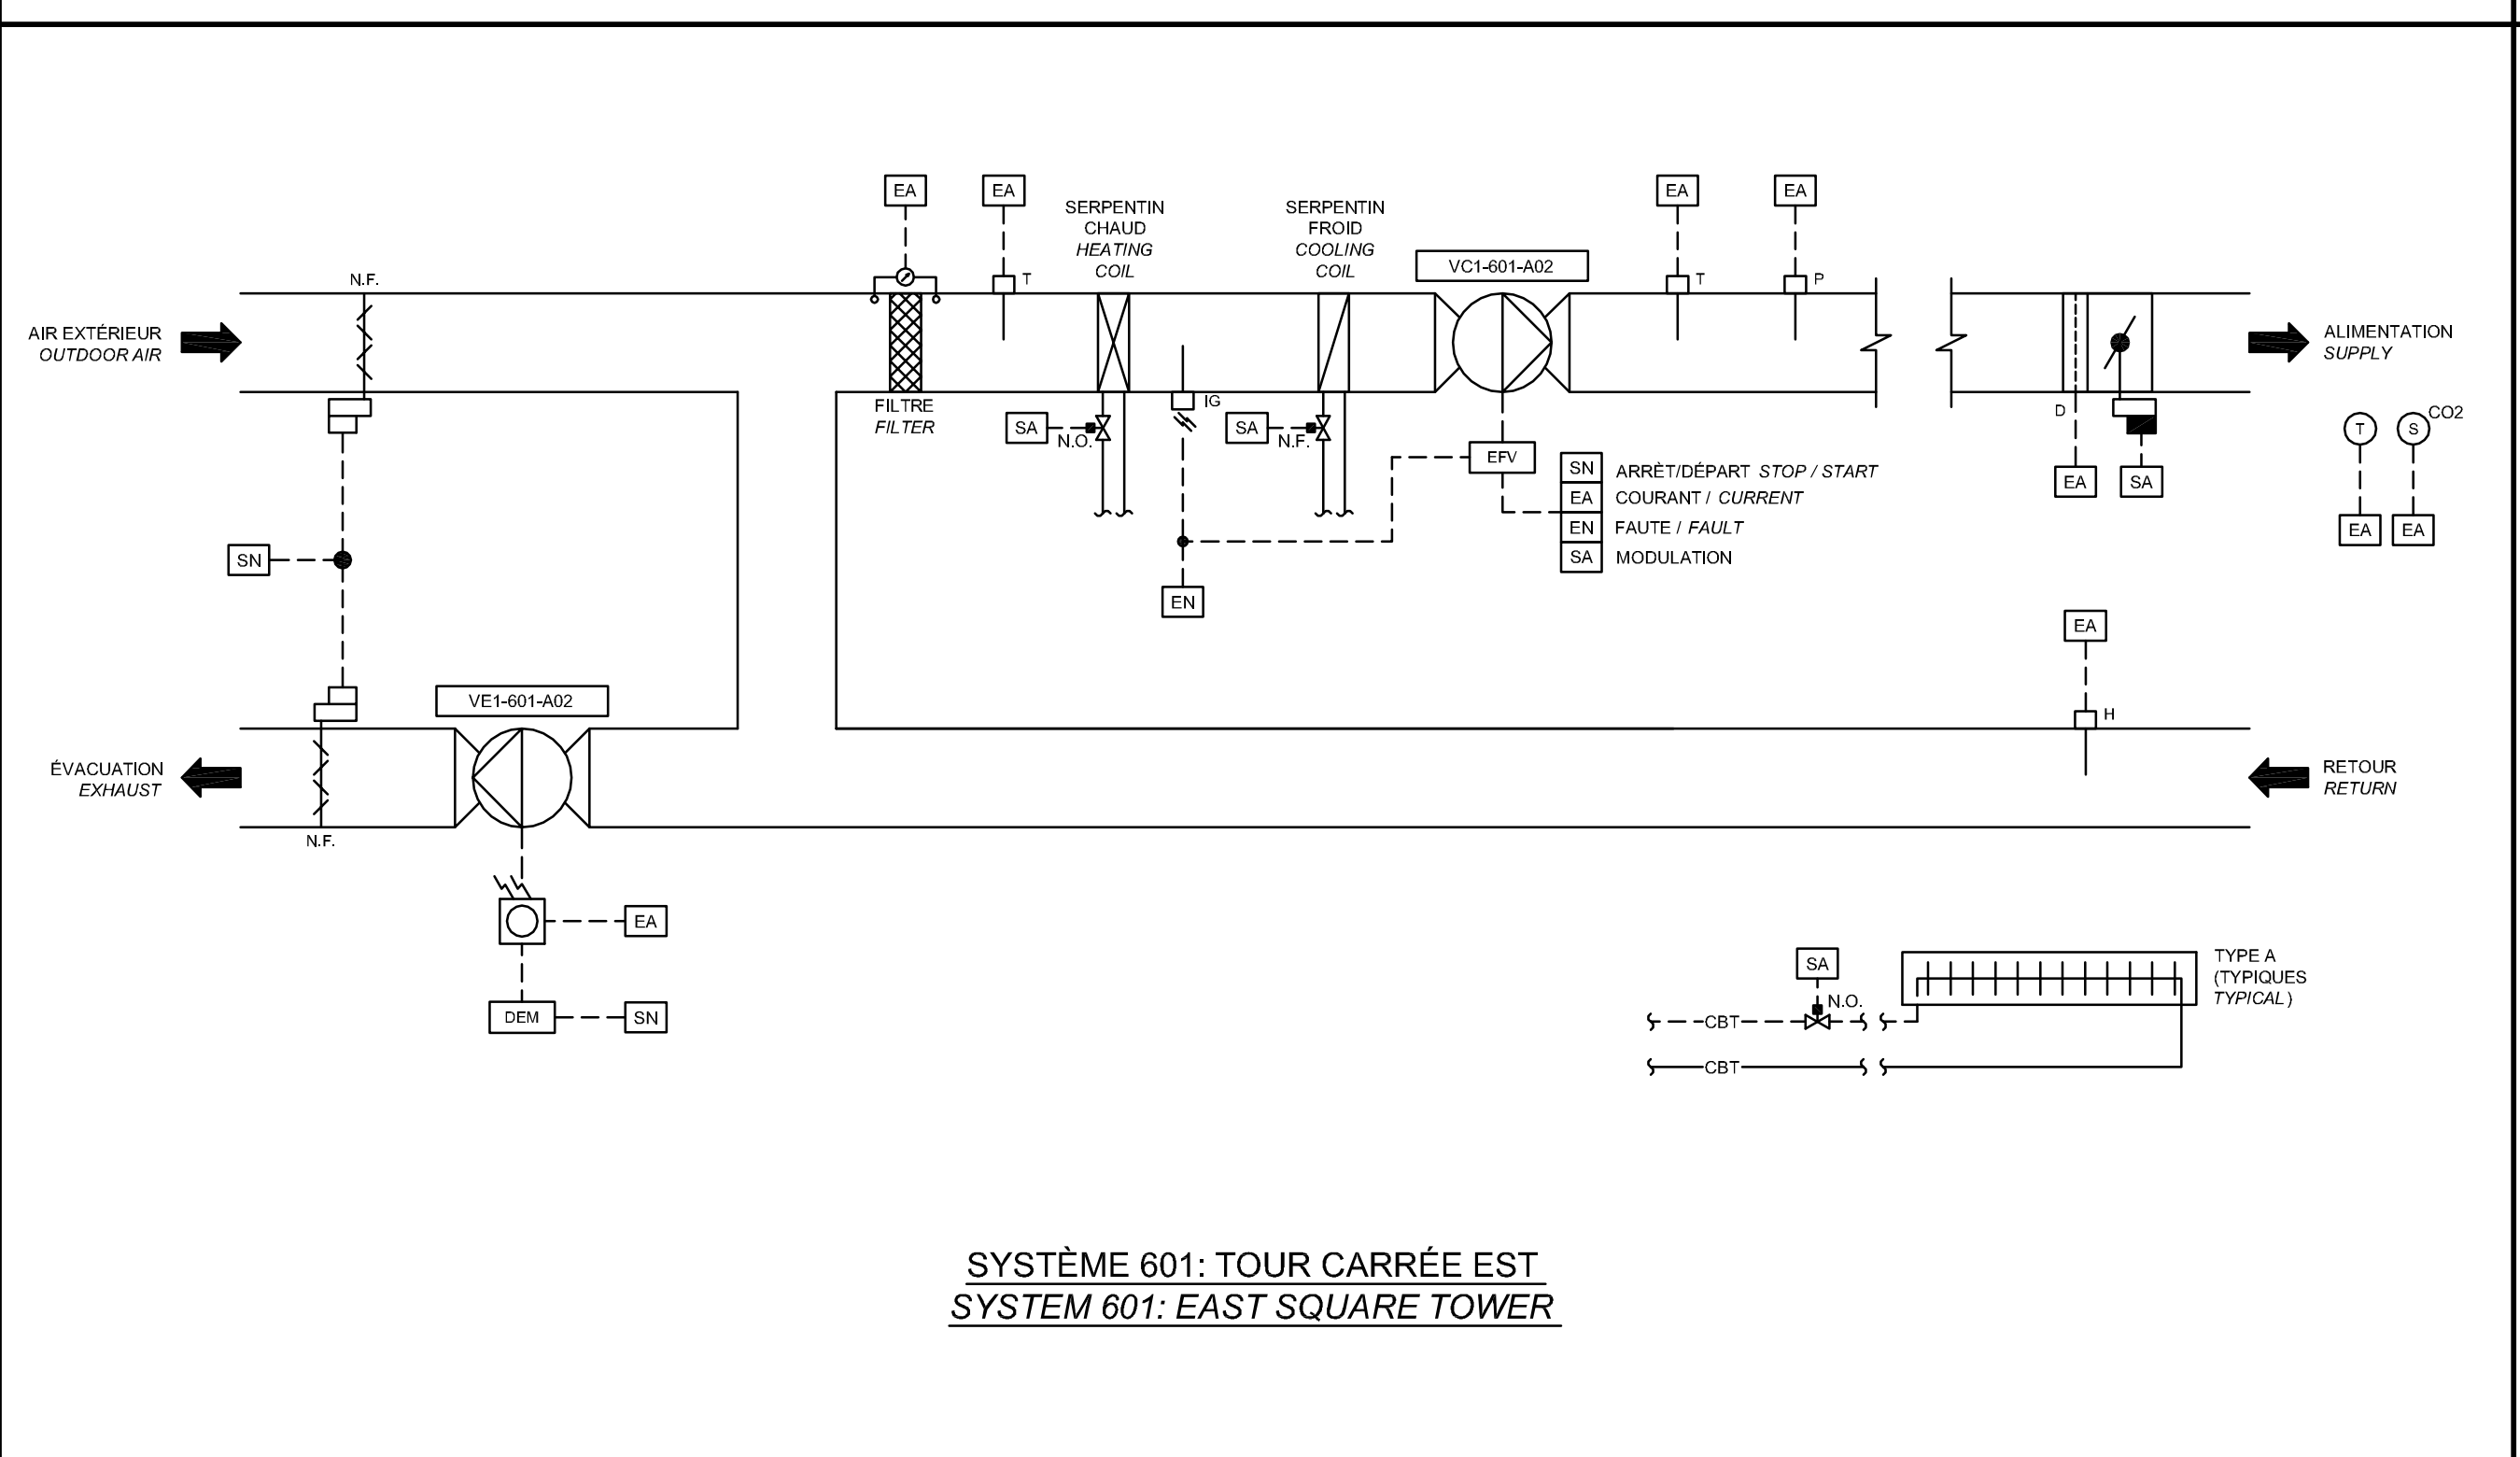 EA
EA
SERPENTIN
CHAUD
HEATING
COIL
SERPENTIN
FROID
COOLING
COIL
VC1-601-A02
EA
EA
N.F.
T
T
P
AIR EXTÉRIEUR
OUTDOOR AIR
ALIMENTATION
SUPPLY
FILTRE
FILTER
SA
N.O.
IG
SA
N.F.
EFV
D
T
S
CO2
SN ARRÈT/DÉPART STOP / START
EA COURANT / CURRENT
EN FAUTE / FAULT
SA MODULATION
EA
SA
EA
EA
SN
EN
EA
VE1-601-A02
H
ÉVACUATION
EXHAUST
RETOUR
RETURN
N.F.
EA
DEM
SN
SA
N.O.
TYPE A
(TYPIQUES
TYPICAL)
CBT
CBT
SYSTÈME 601: TOUR CARRÉE EST
SYSTEM 601: EAST SQUARE TOWER